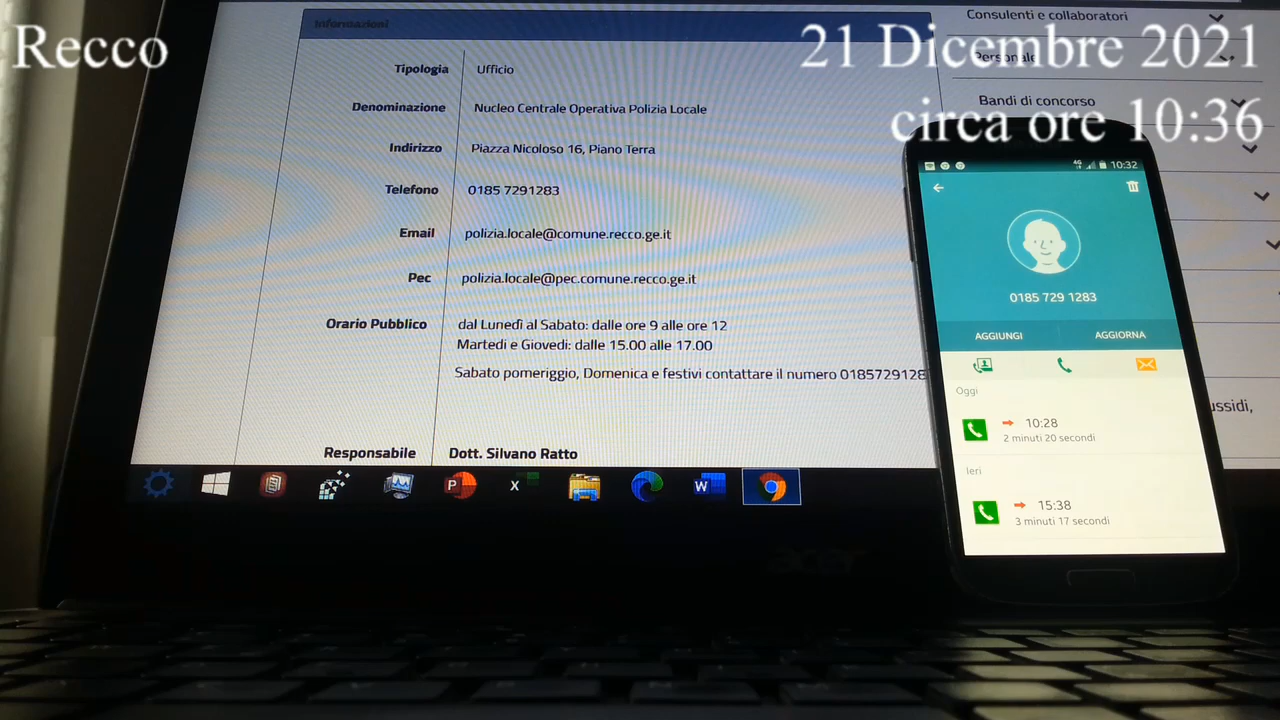 Recco
21 Dicembre 2021
circa ore 10:36
Informazioni
Tipologia Ufficio
Denominazione Nucleo Centrale Operativa Polizia Locale
Indirizzo Piazza Nicoloso 16, Piano Terra
Telefono 0185 7291283
Email polizia.locale@comune.recco.ge.it
Pec polizia.locale@pec.comune.recco.ge.it
Orario Pubblico dal Lunedì al Sabato: dalle ore 9 alle ore 12
Martedi e Giovedi: dalle 15.00 alle 17.00
Sabato pomeriggio, Domenica e festivi contattare il numero 0185729128
Responsabile Dott. Silvano Ratto
Consulenti e collaboratori
Personale
Bandi di concorso
ussidi,
4G 10:32
0185 729 1283
AGGIUNGI AGGIORNA
Oggi
10:28
2 minuti 20 secondi
Ieri
15:38
3 minuti 17 secondi
P X W
acer